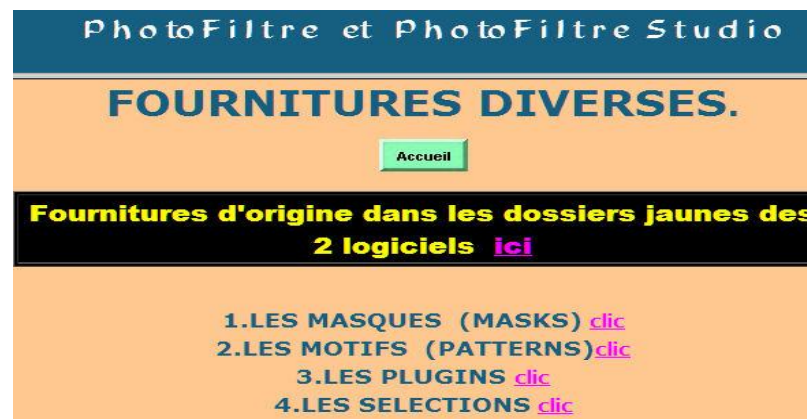 PhotoFiltre et PhotoFiltre Studio
FOURNITURES DIVERSES.
Accueil
Fournitures d'origine dans les dossiers jaunes des
2 logiciels ici
1.LES MASQUES (MASKS) clic
2.LES MOTIFS (PATTERNS)clic
3.LES PLUGINS clic
4.LES SELECTIONS clic